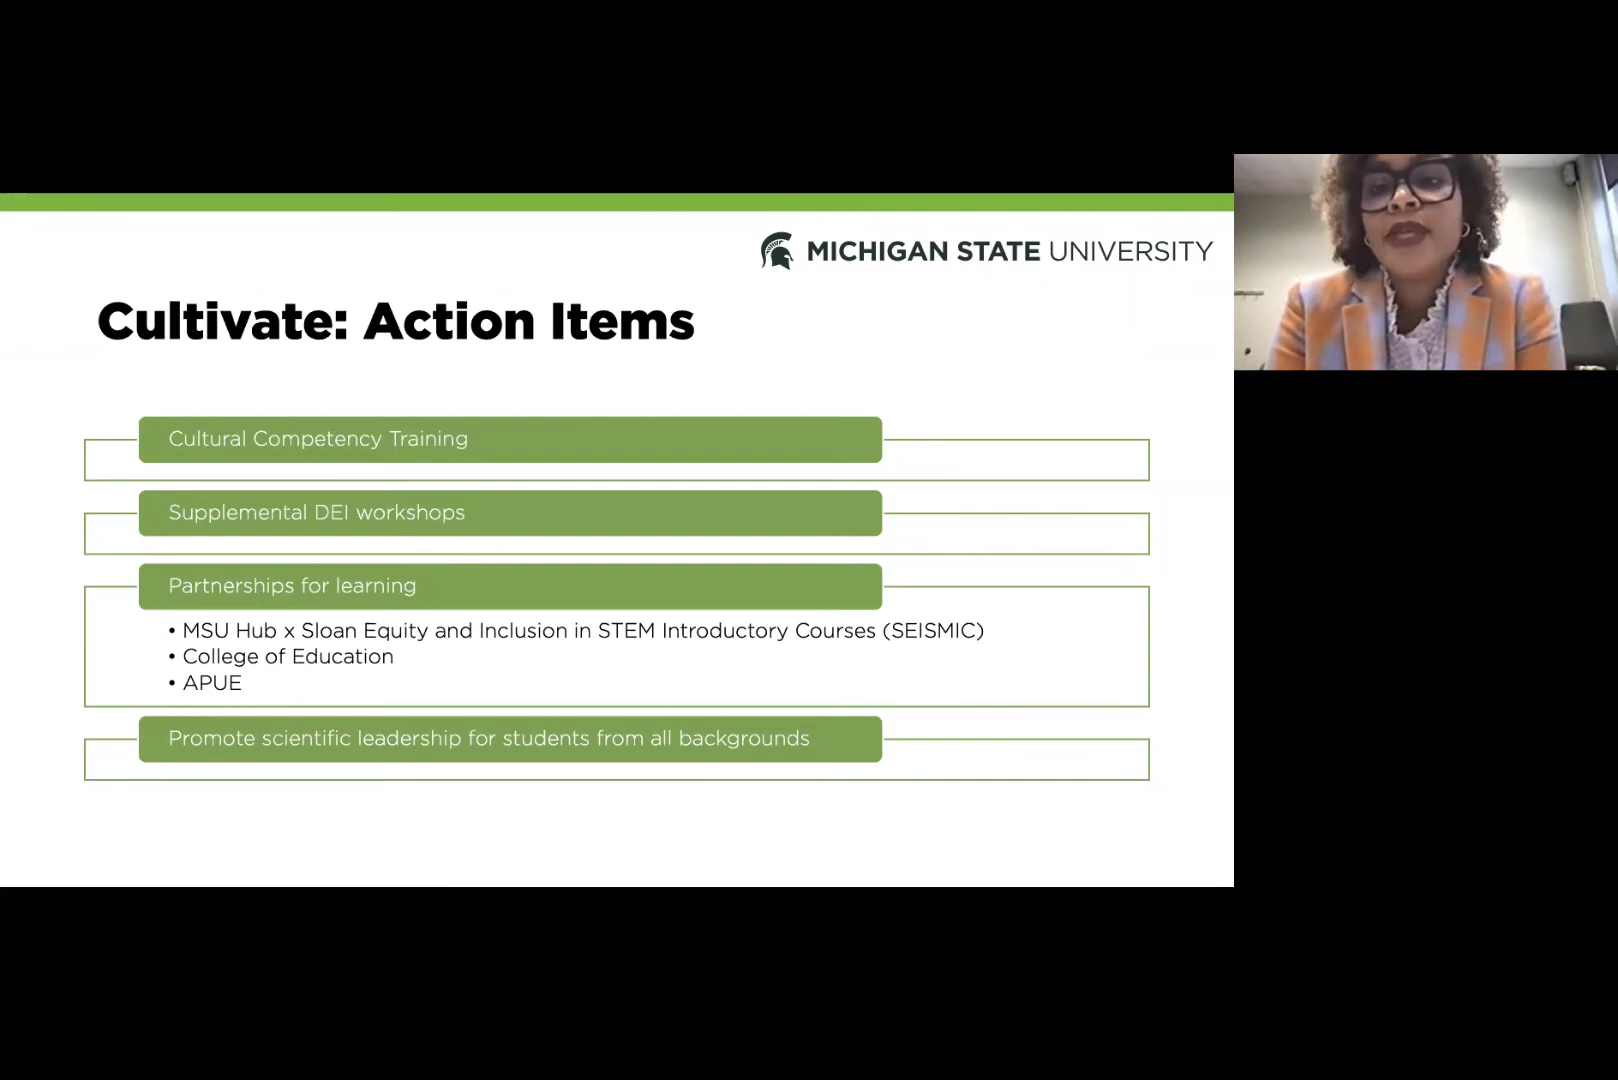 MICHIGAN STATE UNIVERSITY
Cultivate: Action Items
Cultural Competency Training
Supplemental DEI workshops
Partnerships for learning
• MSU Hub x Sloan Equity and Inclusion in STEM Introductory Courses (SEISMIC)
• College of Education
• APUE
Promote scientific leadership for students from all backgrounds